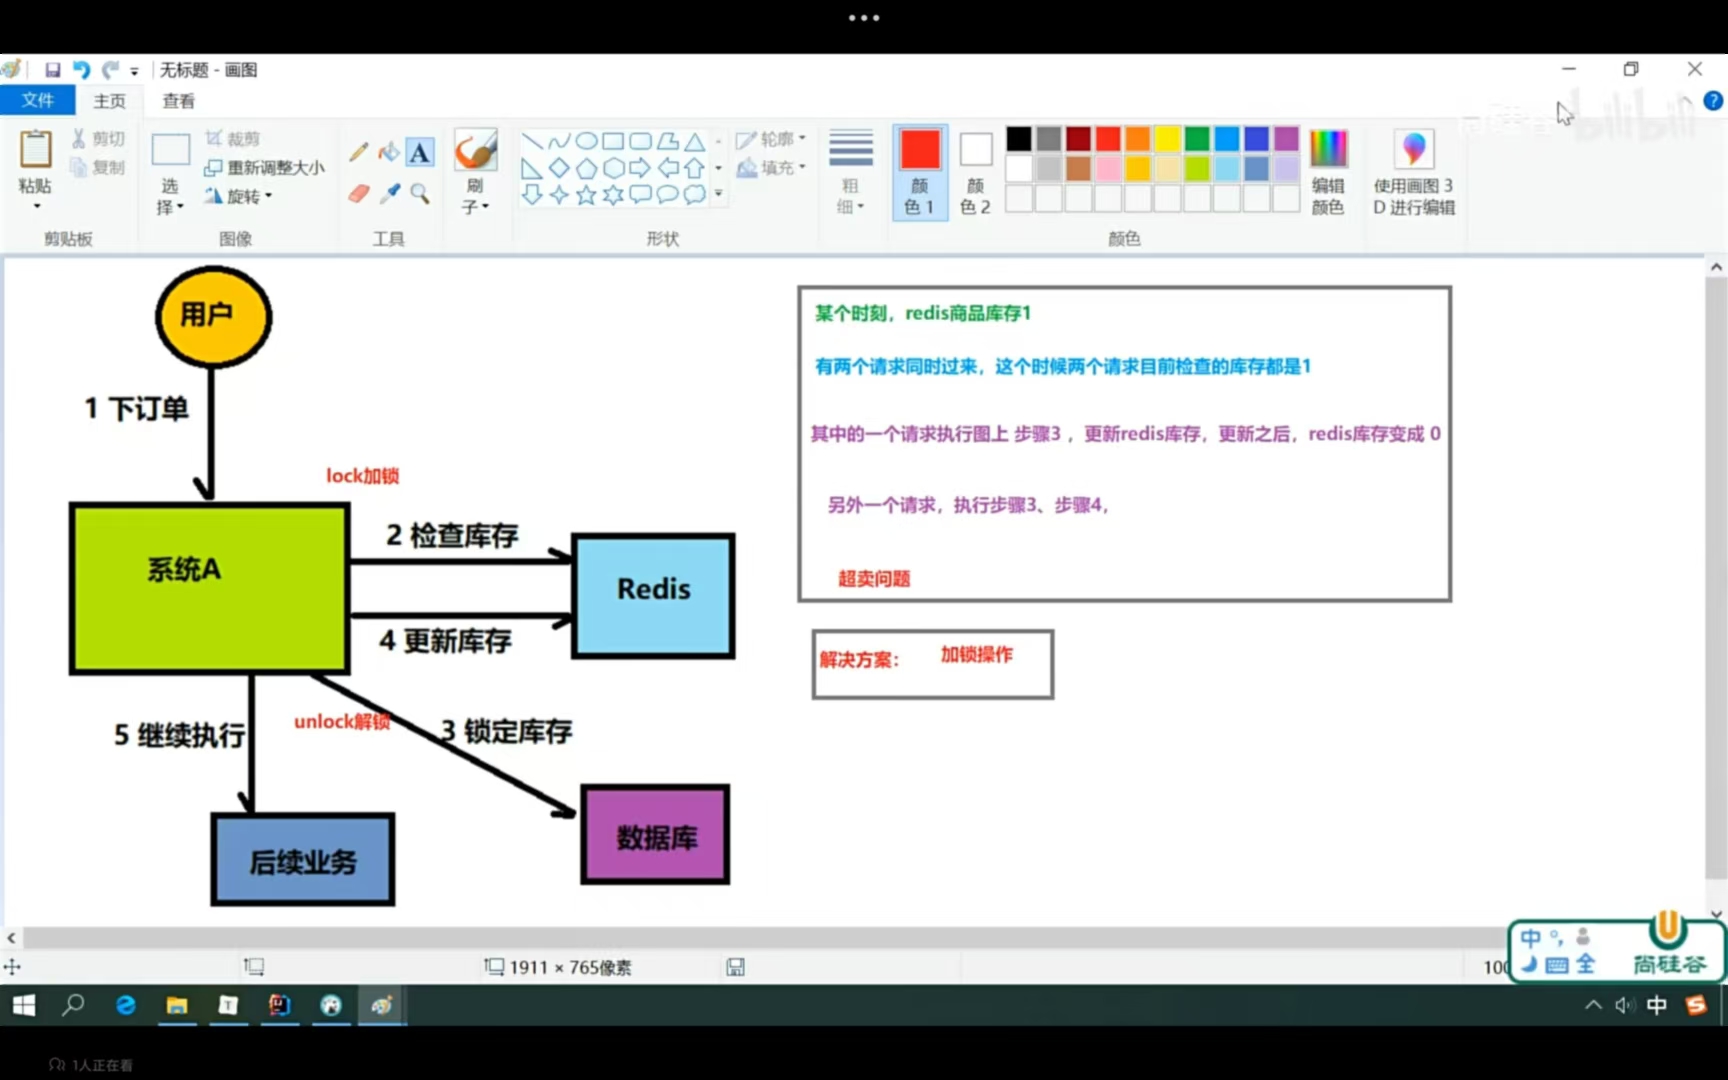 无标题 - 画图
文件 主页 查看
粘贴 剪切 复制
剪贴板
选择 裁剪 重新调整大小 旋转
图像
A
工具
刷子
形状
轮廓 填充
粗细
颜色 1 颜色 2
编辑颜色
颜色
使用画图 3D 进行编辑
bilibili
用户
1 下订单
lock加锁
系统A
2 检查库存
Redis
4 更新库存
unlock解锁
3 锁定库存
5 继续执行
后续业务
数据库
某个时刻，redis商品库存1
有两个请求同时过来，这个时候两个请求目前检查的库存都是1
其中的一个请求执行图上 步骤3 ，更新redis库存，更新之后，redis库存变成 0
另外一个请求，执行步骤3、步骤4，
超卖问题
解决方案： 加锁操作
1911 × 765像素
100
中 全
尚硅谷
中
1人正在看